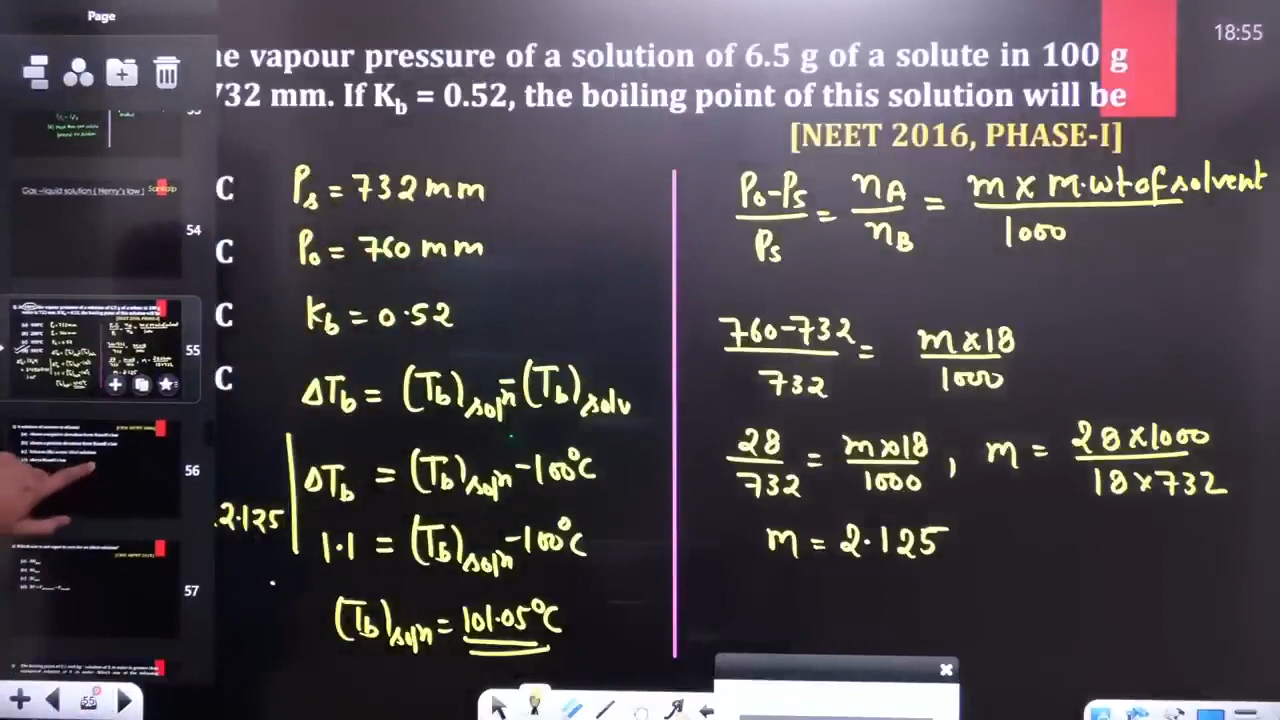 Page
18:55
he vapour pressure of a solution of 6.5 g of a solute in 100 g
732 mm. If Kb = 0.52, the boiling point of this solution will be
[NEET 2016, PHASE-I]
Gas-liquid solution (Henry's law)
54
55
56
57
55
C
C
C
C
Ps = 732 mm
P0 = 760 mm
Kb = 0.52
ΔTb = (Tb)soln - (Tb)solv
ΔTb = (Tb)soln - 100°C
2.125
1.1 = (Tb)soln - 100°C
(Tb)soln = 101.05°C
P0-Ps/Ps = nA/nB = m × M.wt of solvent/1000
760-732/732 = m×18/1000
28/732 = m×18/1000, m = 28×1000/18×732
m = 2.125